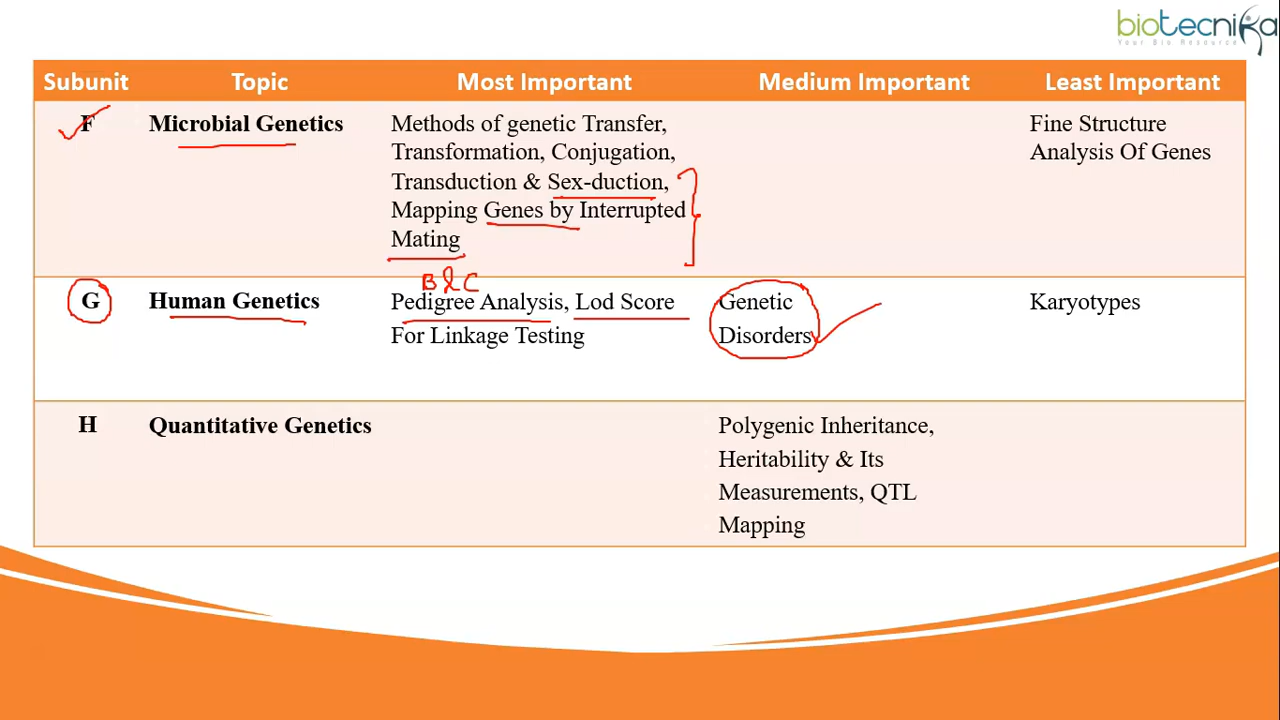 biotecnika
Your Bio Resource
Subunit Topic Most Important Medium Important Least Important
F Microbial Genetics Methods of genetic Transfer, Fine Structure
Transformation, Conjugation, Analysis Of Genes
Transduction & Sex-duction,
Mapping Genes by Interrupted
Mating
B & C
G Human Genetics Pedigree Analysis, Lod Score Genetic Karyotypes
For Linkage Testing Disorders
H Quantitative Genetics Polygenic Inheritance,
Heritability & Its
Measurements, QTL
Mapping